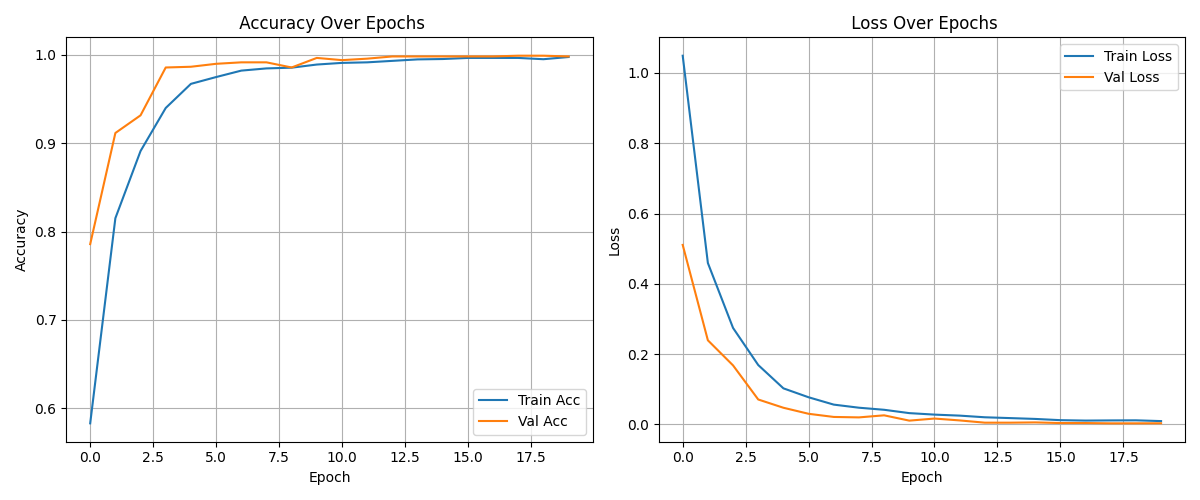 Accuracy Over Epochs
1.0
0.9
0.8
0.7
0.6
Accuracy
0.0 2.5 5.0 7.5 10.0 12.5 15.0 17.5
Epoch
Train Acc
Val Acc
Loss Over Epochs
1.0
0.8
0.6
0.4
0.2
0.0
Loss
0.0 2.5 5.0 7.5 10.0 12.5 15.0 17.5
Epoch
Train Loss
Val Loss